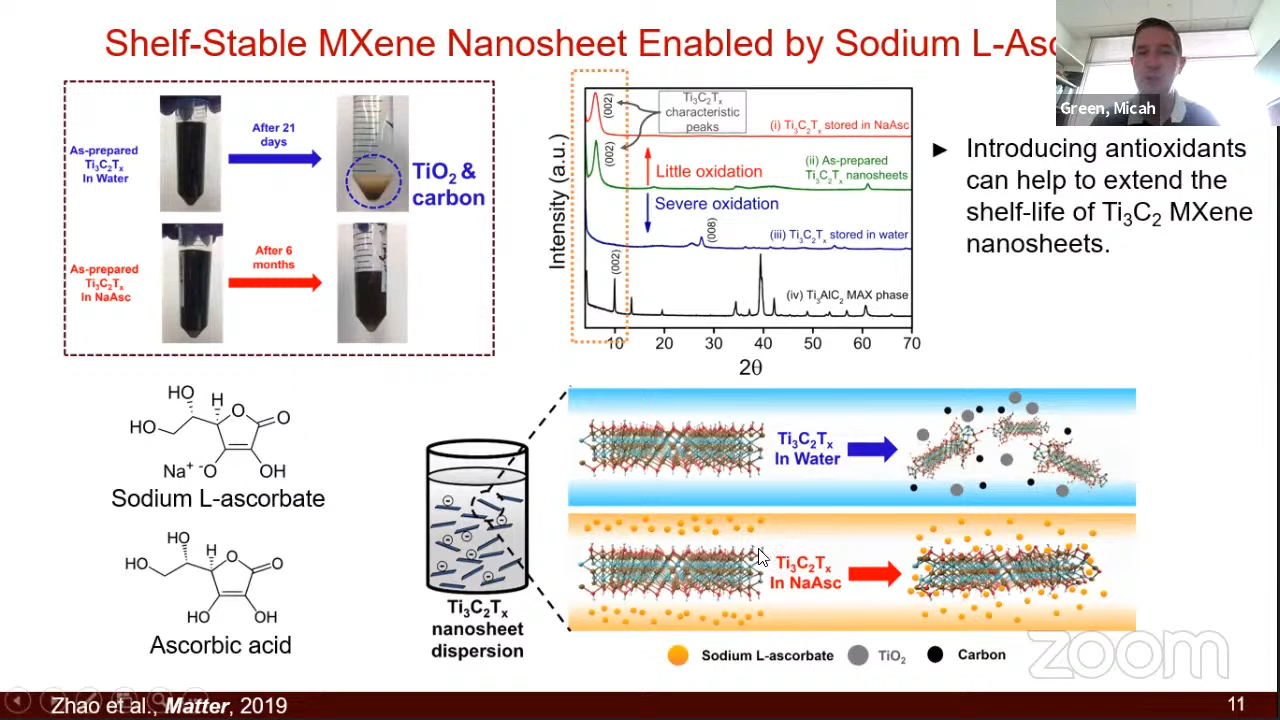 Shelf-Stable MXene Nanosheet Enabled by Sodium L-Asc
Green, Micah
As-prepared
Ti₃C₂Tₓ
In Water
After 21
days
TiO₂ &
carbon
As-prepared
Ti₃C₂Tₓ
In NaAsc
After 6
months
Intensity (a.u.)
(002)
(002)
(002)
(008)
Ti₃C₂Tₓ
characteristic
peaks
(i) Ti₃C₂Tₓ stored in NaAsc
Little oxidation
(ii) As-prepared
Ti₃C₂Tₓ nanosheets
Severe oxidation
(iii) Ti₃C₂Tₓ stored in water
(iv) Ti₃AlC₂ MAX phase
10 20 30 40 50 60 70
2θ
► Introducing antioxidants
can help to extend the
shelf-life of Ti₃C₂ MXene
nanosheets.
HO
H
O
O
HO
Na⁺ ⁻O
OH
Sodium L-ascorbate
HO
H
O
O
HO
HO
OH
Ascorbic acid
Ti₃C₂Tₓ
nanosheet
dispersion
Ti₃C₂Tₓ
In Water
Ti₃C₂Tₓ
In NaAsc
Sodium L-ascorbate
TiO₂
Carbon
zoom
Zhao et al., Matter, 2019
11